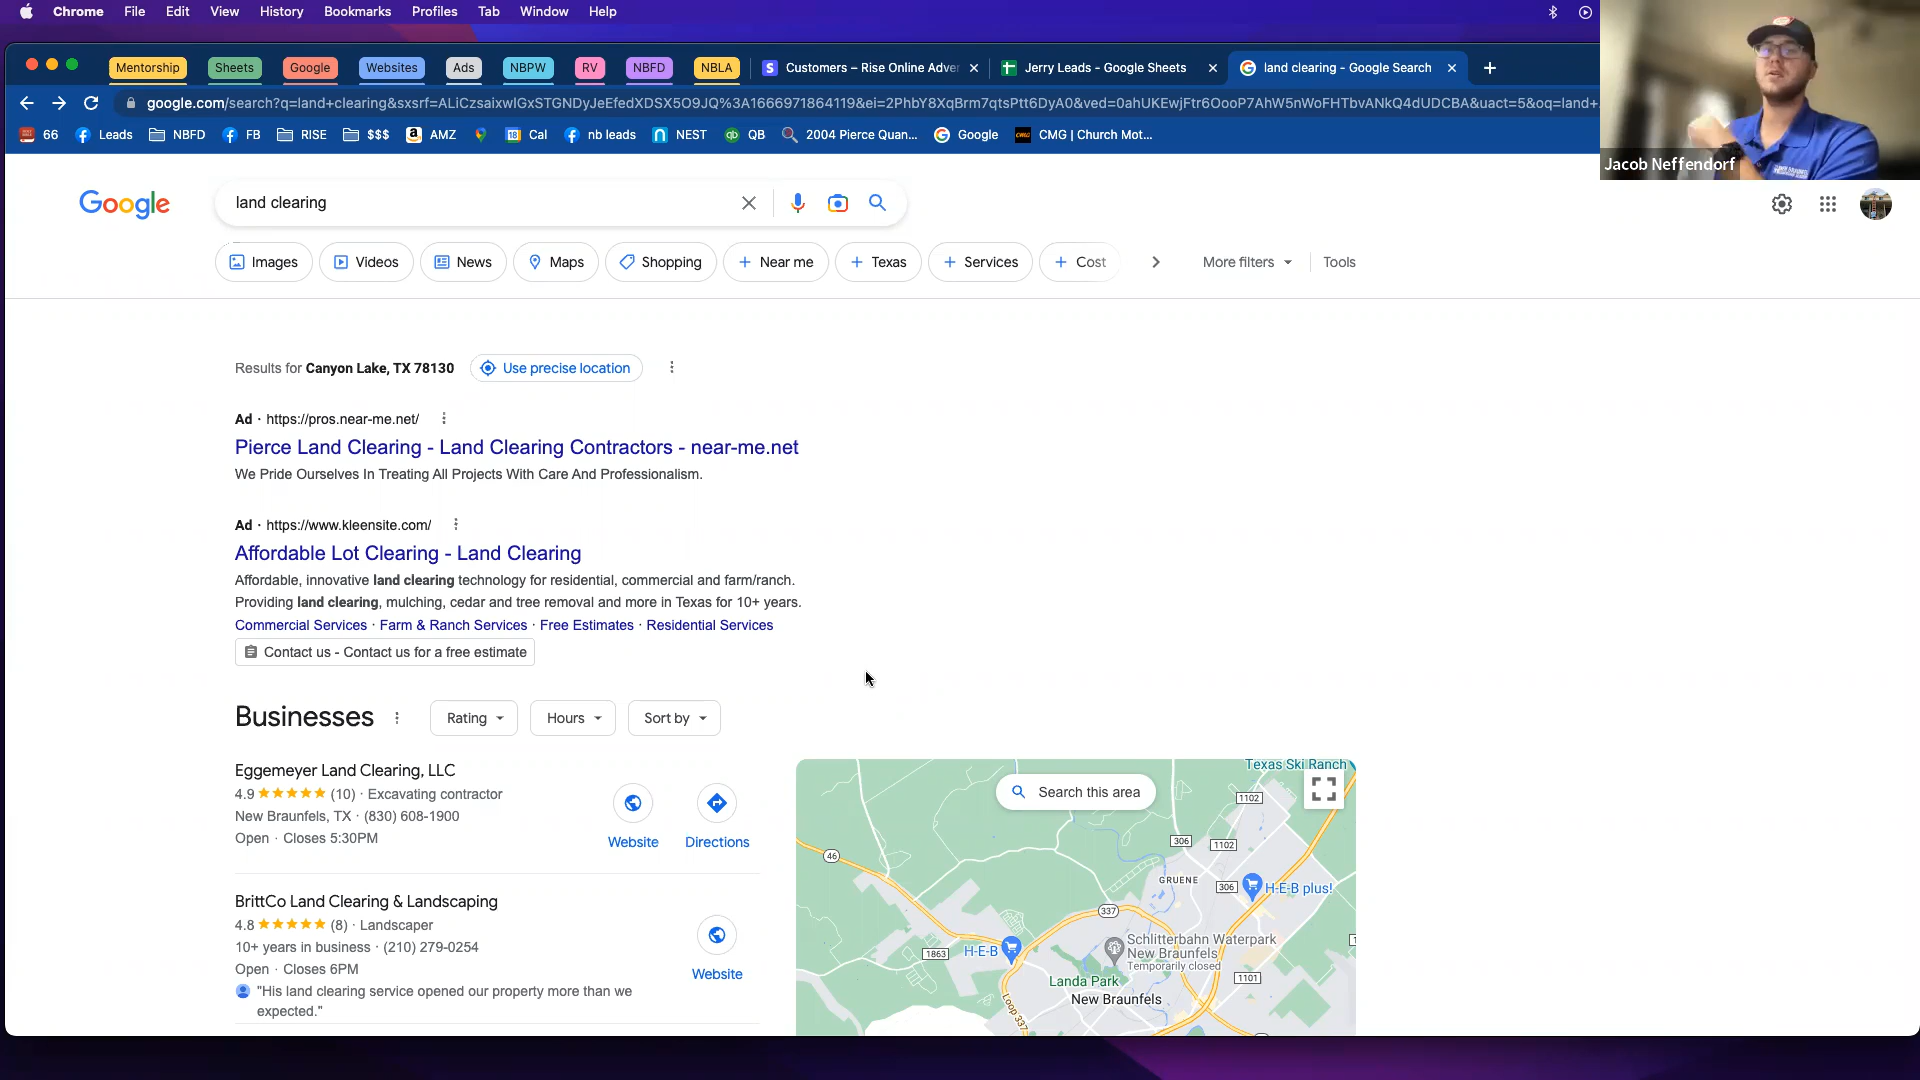 Chrome File Edit View History Bookmarks Profiles Tab Window Help
Mentorship Sheets Google Websites Ads NBPW RV NBFD NBLA Customers – Rise Online Adver Jerry Leads - Google Sheets land clearing - Google Search
google.com/search?q=land+clearing&sxsrf=ALiCzsaixwIGxSTGNDyJeEfedXDSX5O9JQ%3A1666971864119&ei=2PhbY8XqBrm7qtsPtt6DyA0&ved=0ahUKEwjFtr6OooP7AhW5nWoFHTbvANkQ4dUDCBA&uact=5&oq=land+
66 Leads NBFD FB RISE $$$ AMZ 18 Cal nb leads NEST QB 2004 Pierce Quan... Google CMG | Church Mot...
Jacob Neffendorf
Google land clearing
Images Videos News Maps Shopping Near me Texas Services Cost More filters Tools
Results for Canyon Lake, TX 78130 Use precise location
Ad · https://pros.near-me.net/
Pierce Land Clearing - Land Clearing Contractors - near-me.net
We Pride Ourselves In Treating All Projects With Care And Professionalism.
Ad · https://www.kleensite.com/
Affordable Lot Clearing - Land Clearing
Affordable, innovative land clearing technology for residential, commercial and farm/ranch.
Providing land clearing, mulching, cedar and tree removal and more in Texas for 10+ years.
Commercial Services · Farm & Ranch Services · Free Estimates · Residential Services
Contact us - Contact us for a free estimate
Businesses Rating Hours Sort by
Eggemeyer Land Clearing, LLC
4.9 (10) · Excavating contractor
New Braunfels, TX · (830) 608-1900
Open · Closes 5:30PM
Website Directions
BrittCo Land Clearing & Landscaping
4.8 (8) · Landscaper
10+ years in business · (210) 279-0254
Open · Closes 6PM
Website
"His land clearing service opened our property more than we
expected."
Texas Ski Ranch
Search this area
1102
306
1102
46
GRUENE
306
H-E-B plus!
337
H-E-B
1863
Schlitterbahn Waterpark
New Braunfels
Temporarily closed
1101
Landa Park
New Braunfels
Loop 337